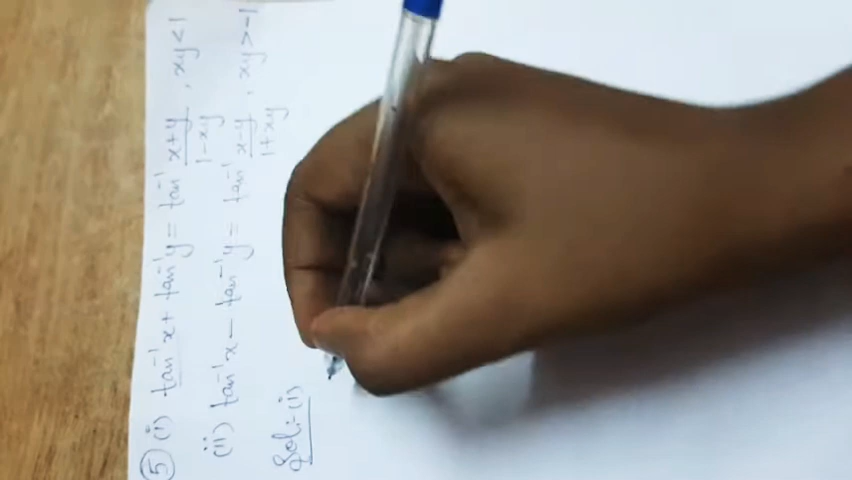 ⑤ (i) tan⁻¹x + tan⁻¹y = tan⁻¹ (x+y)/(1-xy) , xy < 1
(ii) tan⁻¹x - tan⁻¹y = tan⁻¹ (x-y)/(1+xy) , xy > -1
Sol:- (i)